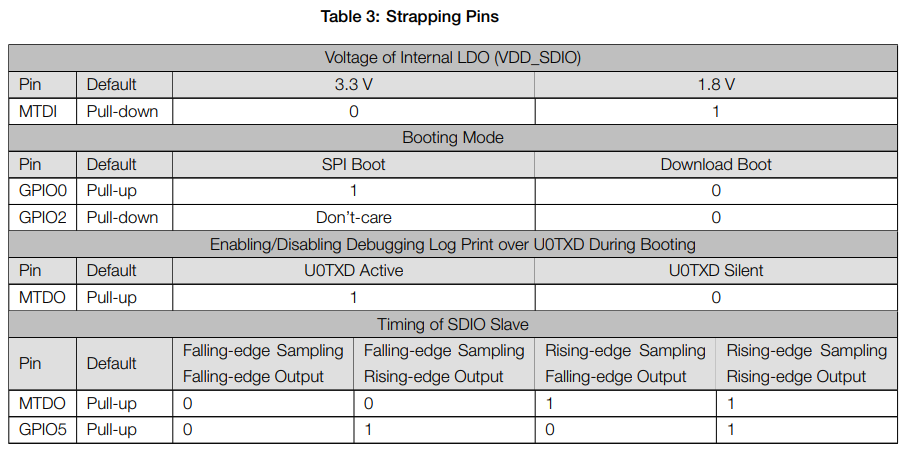 Table 3: Strapping Pins
Voltage of Internal LDO (VDD_SDIO)
Pin Default 3.3 V 1.8 V
MTDI Pull-down 0 1
Booting Mode
Pin Default SPI Boot Download Boot
GPIO0 Pull-up 1 0
GPIO2 Pull-down Don’t-care 0
Enabling/Disabling Debugging Log Print over U0TXD During Booting
Pin Default U0TXD Active U0TXD Silent
MTDO Pull-up 1 0
Timing of SDIO Slave
Pin Default Falling-edge Sampling Falling-edge Sampling Rising-edge Sampling Rising-edge Sampling
Falling-edge Output Rising-edge Output Falling-edge Output Rising-edge Output
MTDO Pull-up 0 0 1 1
GPIO5 Pull-up 0 1 0 1